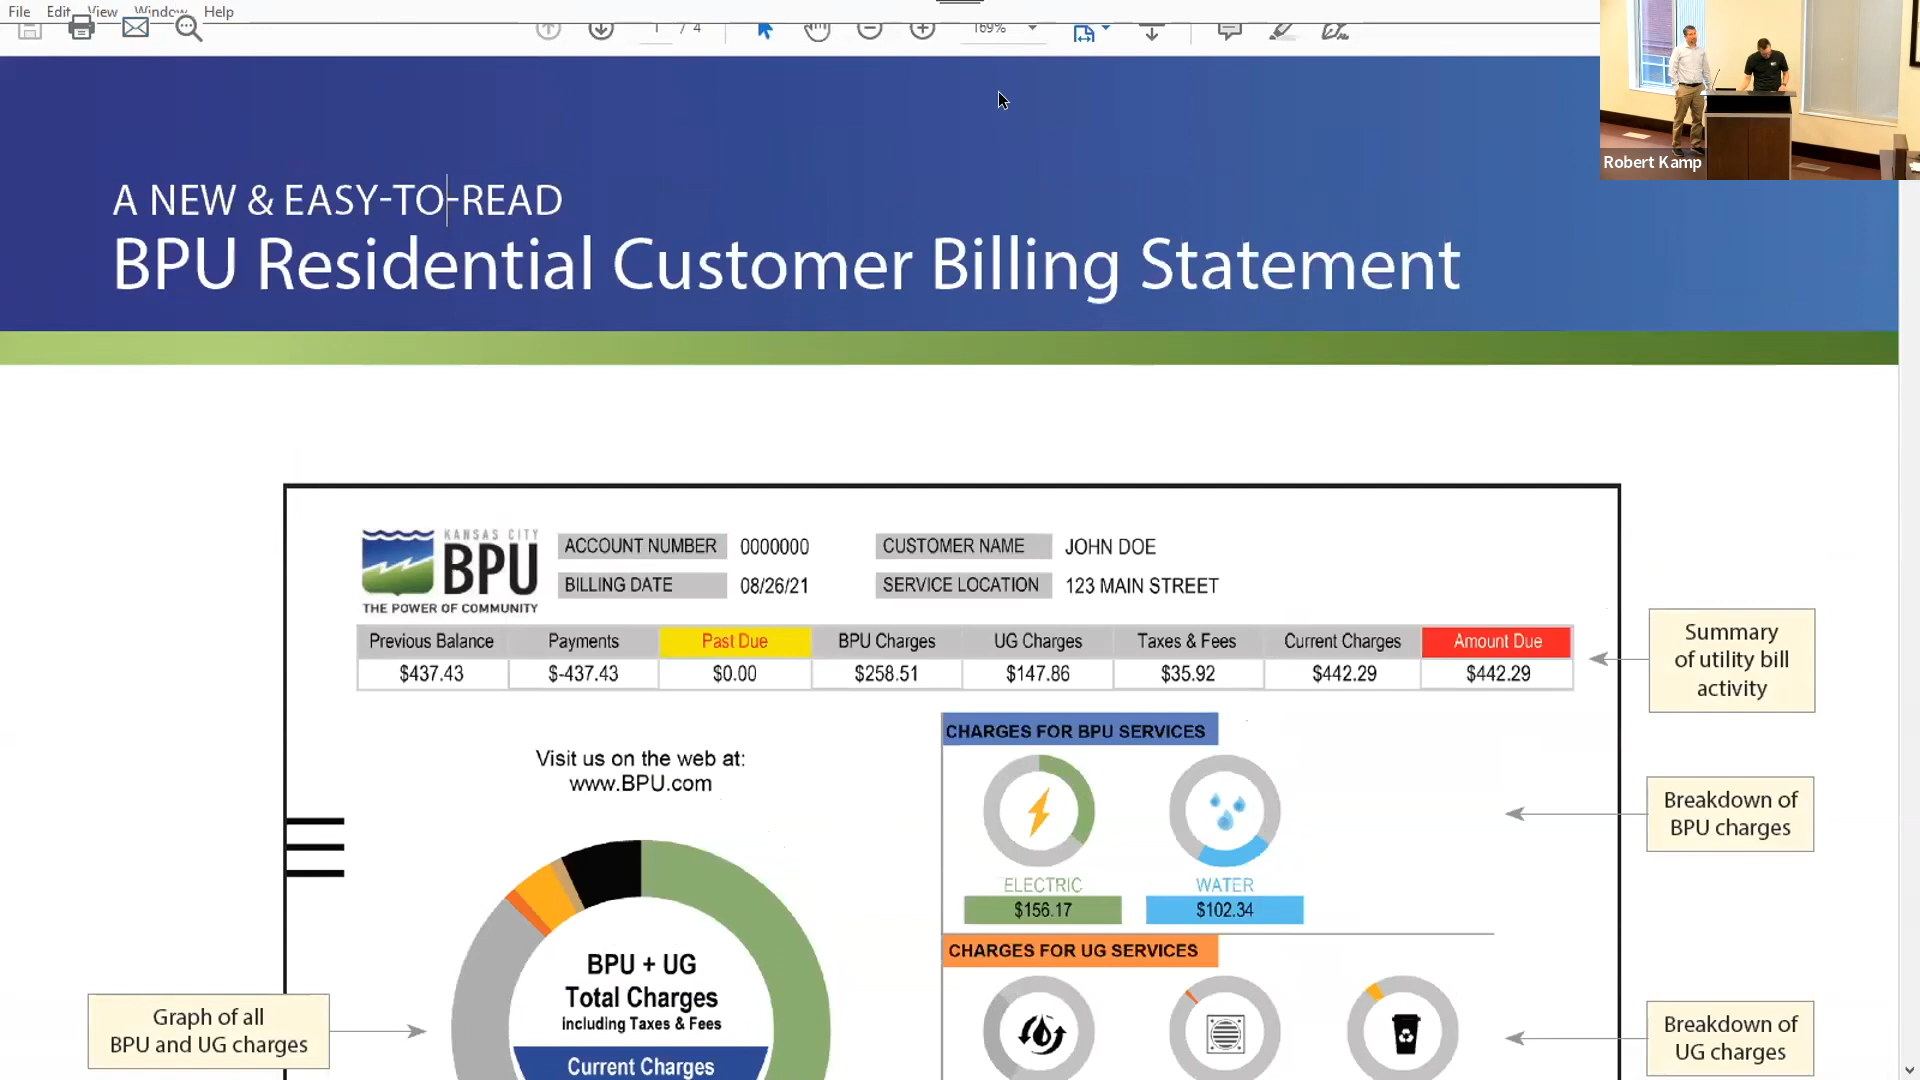 File Edit View Window Help
1 / 4
169%
Robert Kamp
A NEW & EASY-TO-READ
BPU Residential Customer Billing Statement
KANSAS CITY
BPU
THE POWER OF COMMUNITY
ACCOUNT NUMBER 0000000 CUSTOMER NAME JOHN DOE
BILLING DATE 08/26/21 SERVICE LOCATION 123 MAIN STREET
Previous Balance Payments Past Due BPU Charges UG Charges Taxes & Fees Current Charges Amount Due
$437.43 $-437.43 $0.00 $258.51 $147.86 $35.92 $442.29 $442.29
Summary
of utility bill
activity
Visit us on the web at:
www.BPU.com
CHARGES FOR BPU SERVICES
ELECTRIC WATER
$156.17 $102.34
Breakdown of
BPU charges
CHARGES FOR UG SERVICES
BPU + UG
Total Charges
including Taxes & Fees
Current Charges
Graph of all
BPU and UG charges
Breakdown of
UG charges